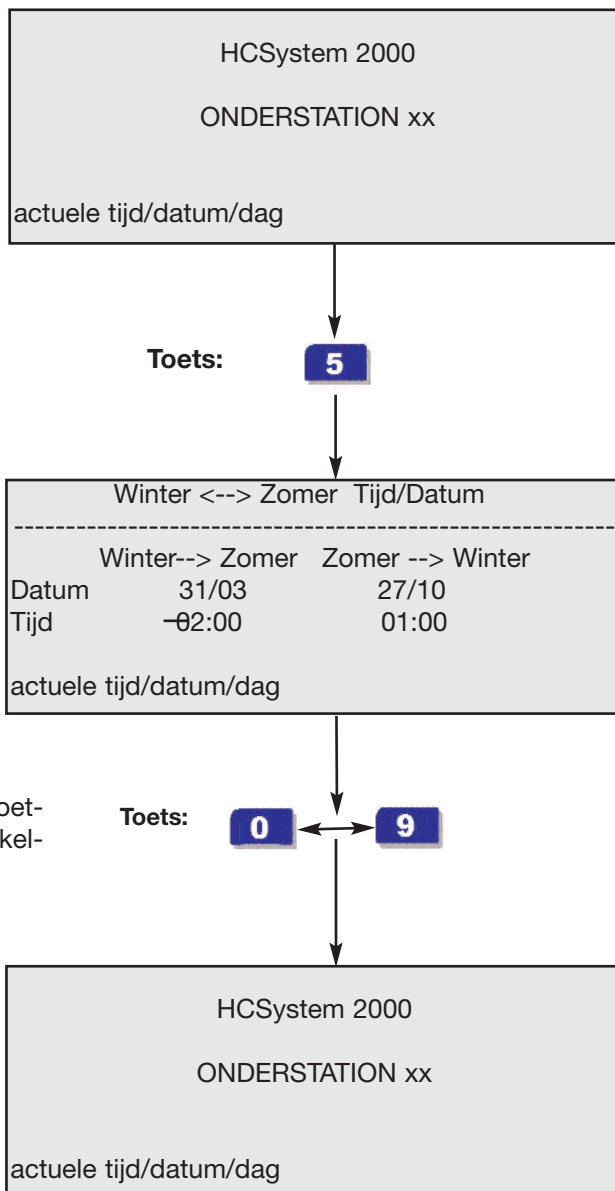 HCSystem 2000
ONDERSTATION xx
actuele tijd/datum/dag
Toets: 5
Winter <--> Zomer Tijd/Datum
------------------------------------------------------------
Winter--> Zomer Zomer --> Winter
Datum 31/03 27/10
Tijd 02:00 01:00
actuele tijd/datum/dag
oet-
kel-
Toets: 0 9
HCSystem 2000
ONDERSTATION xx
actuele tijd/datum/dag